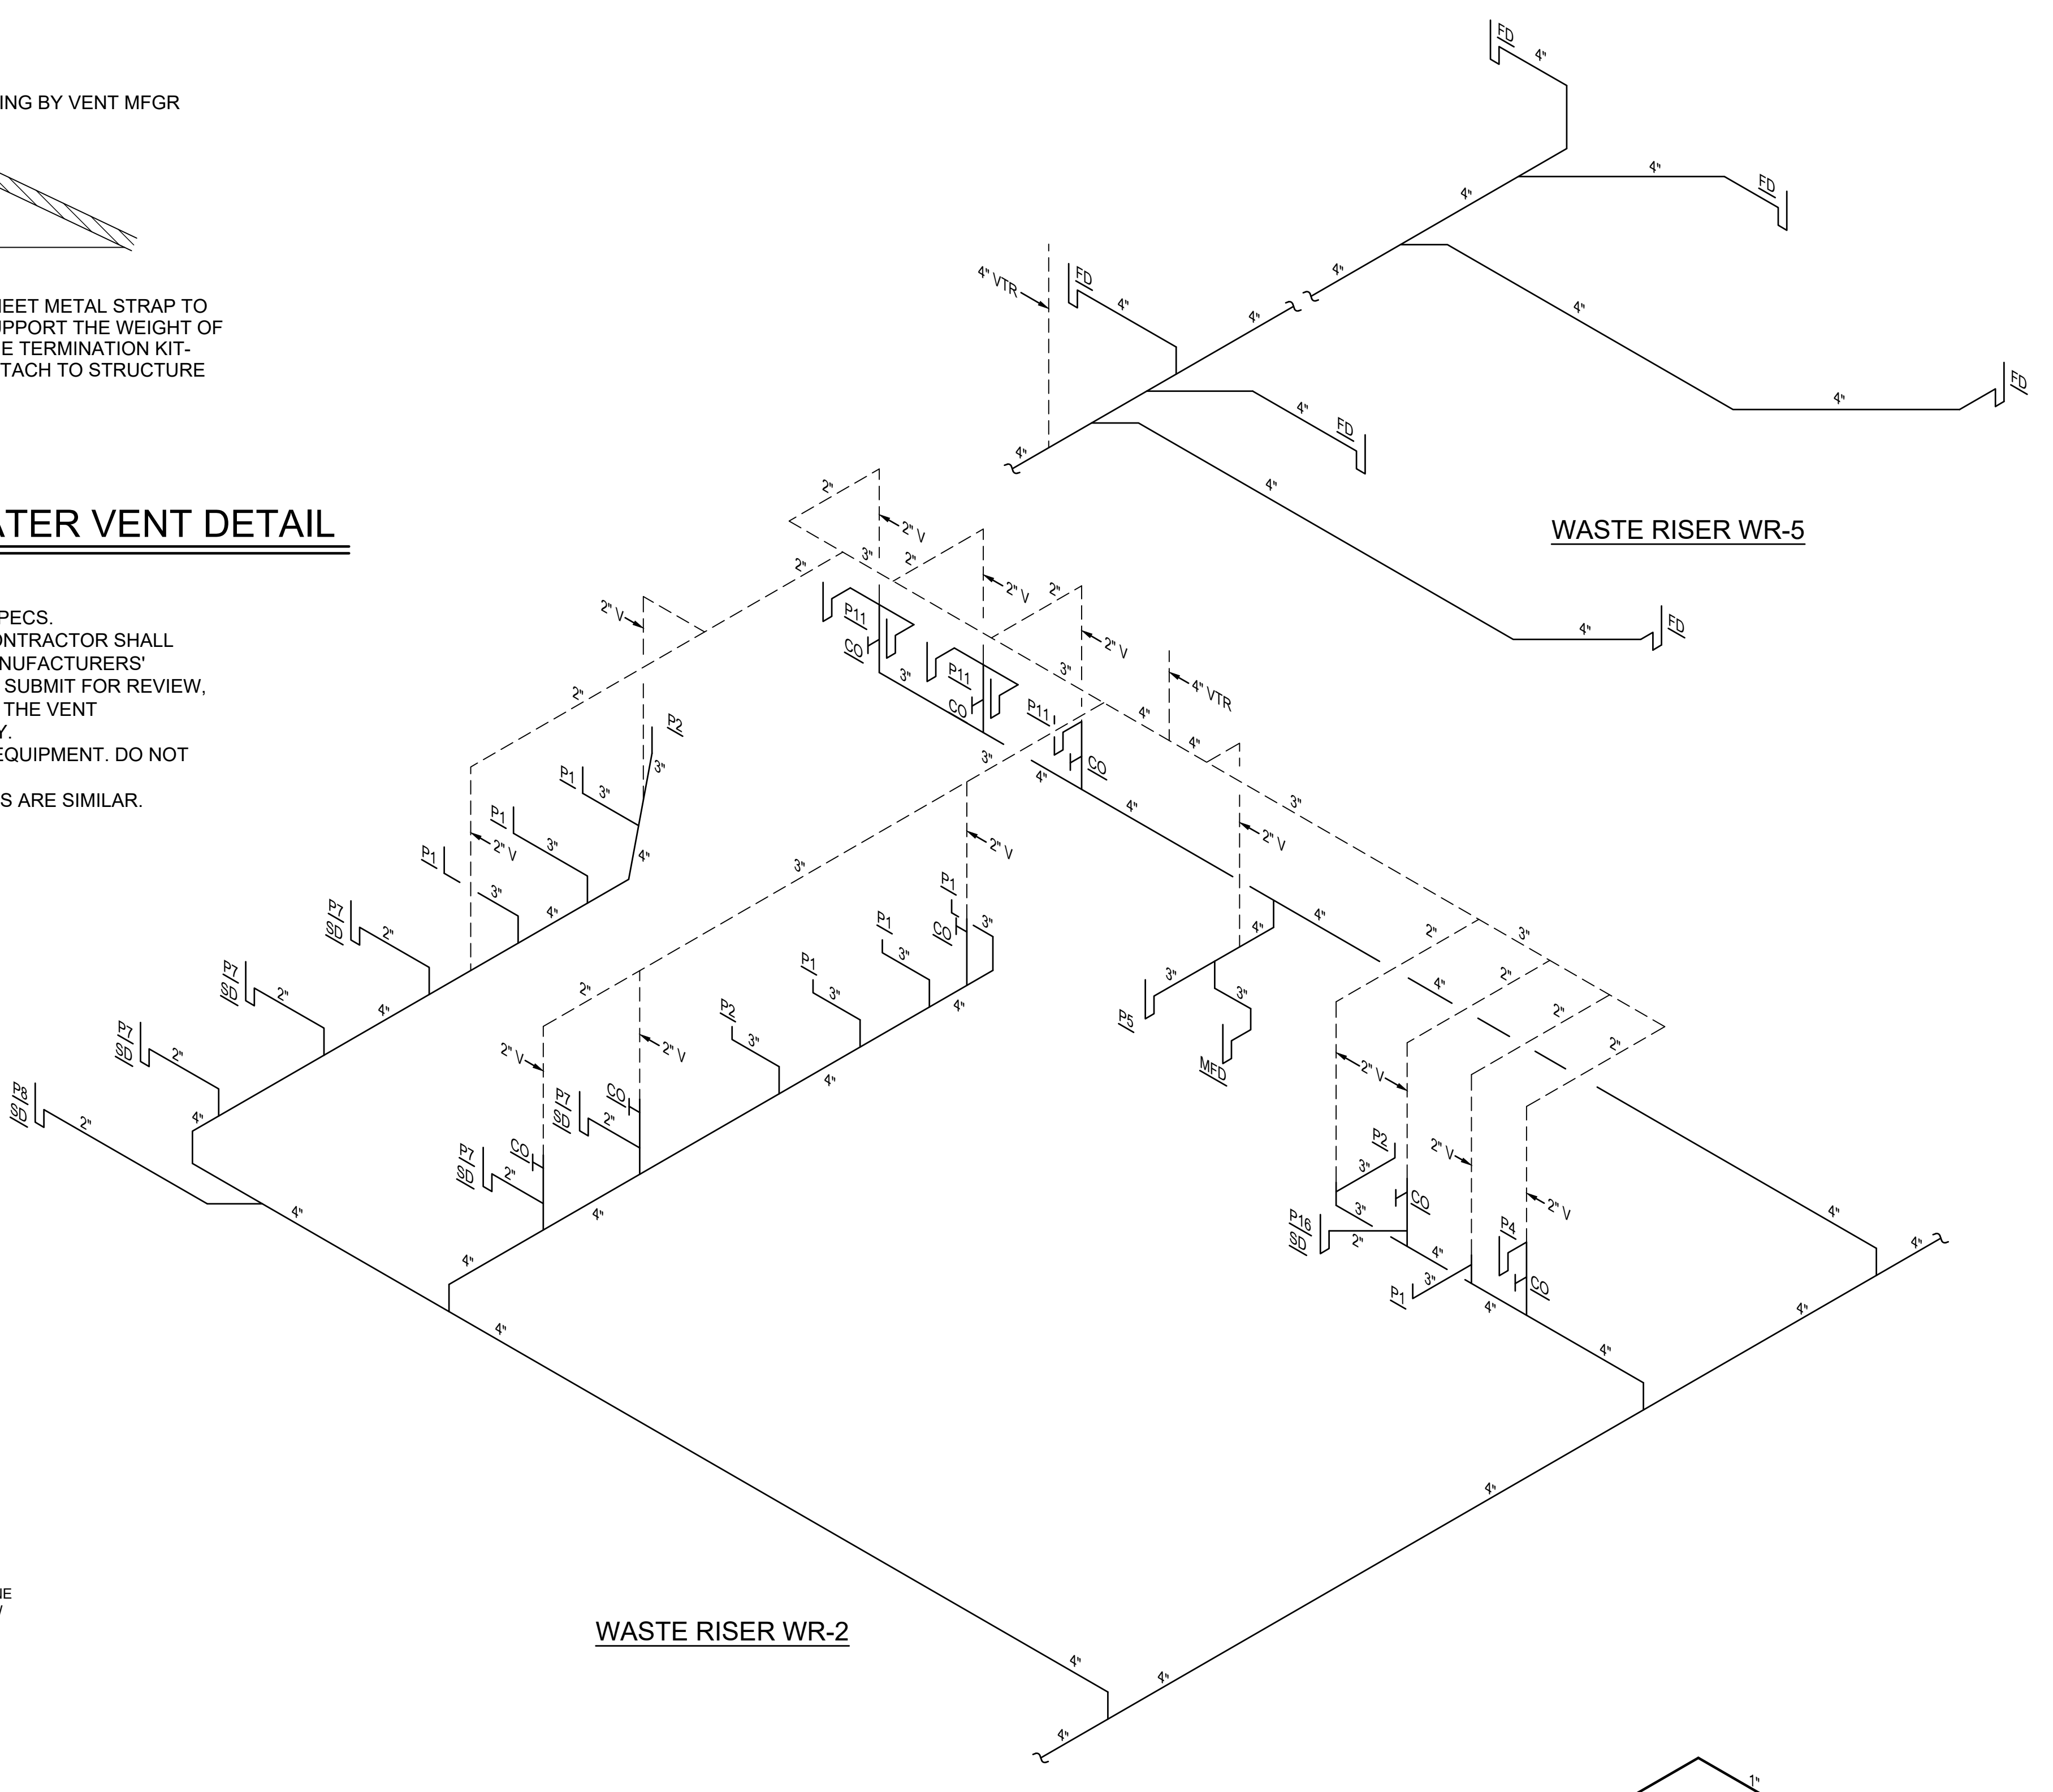 ING BY VENT MFGR
EET METAL STRAP TO
PPORT THE WEIGHT OF
E TERMINATION KIT-
TACH TO STRUCTURE
ATER VENT DETAIL
PECS.
ONTRACTOR SHALL
NUFACTURERS'
SUBMIT FOR REVIEW,
THE VENT
Y.
EQUIPMENT. DO NOT
S ARE SIMILAR.
NE
FD
4"
4"
FD
4"
4"
4"
FD
4"
4"
FD
4" VTR
FD
4"
4"
4"
FD
4"
4"
4"
FD
WASTE RISER WR-5
2"
2" V
3"
2"
2" V
2"
2" V
3"
4" VTR
4"
4"
3"
2"
2" V
2"
P11
CO
3"
P11
CO
P11
CO
3"
4"
4"
P2
3"
P1
3"
P1
3"
P1
3"
4"
4"
2" V
3"
2" V
P7
SD
2"
P7
SD
2"
P7
SD
2"
P8
SD
2"
4"
4"
4"
P1
CO
3"
P1
3"
P1
3"
P2
3"
4"
4"
2"
2" V
2" V
CO
P7
SD
2"
CO
P7
SD
2"
4"
4"
4"
2" V
4"
4"
3"
P5
3"
MFD
4"
2"
3"
2"
2"
2"
2" V
2" V
2" V
P2
3"
CO
3"
P16
SD
2"
4"
P1
3"
P4
CO
4"
4"
4"
4"
4"
4"
4"
4"
4"
WASTE RISER WR-2
1"